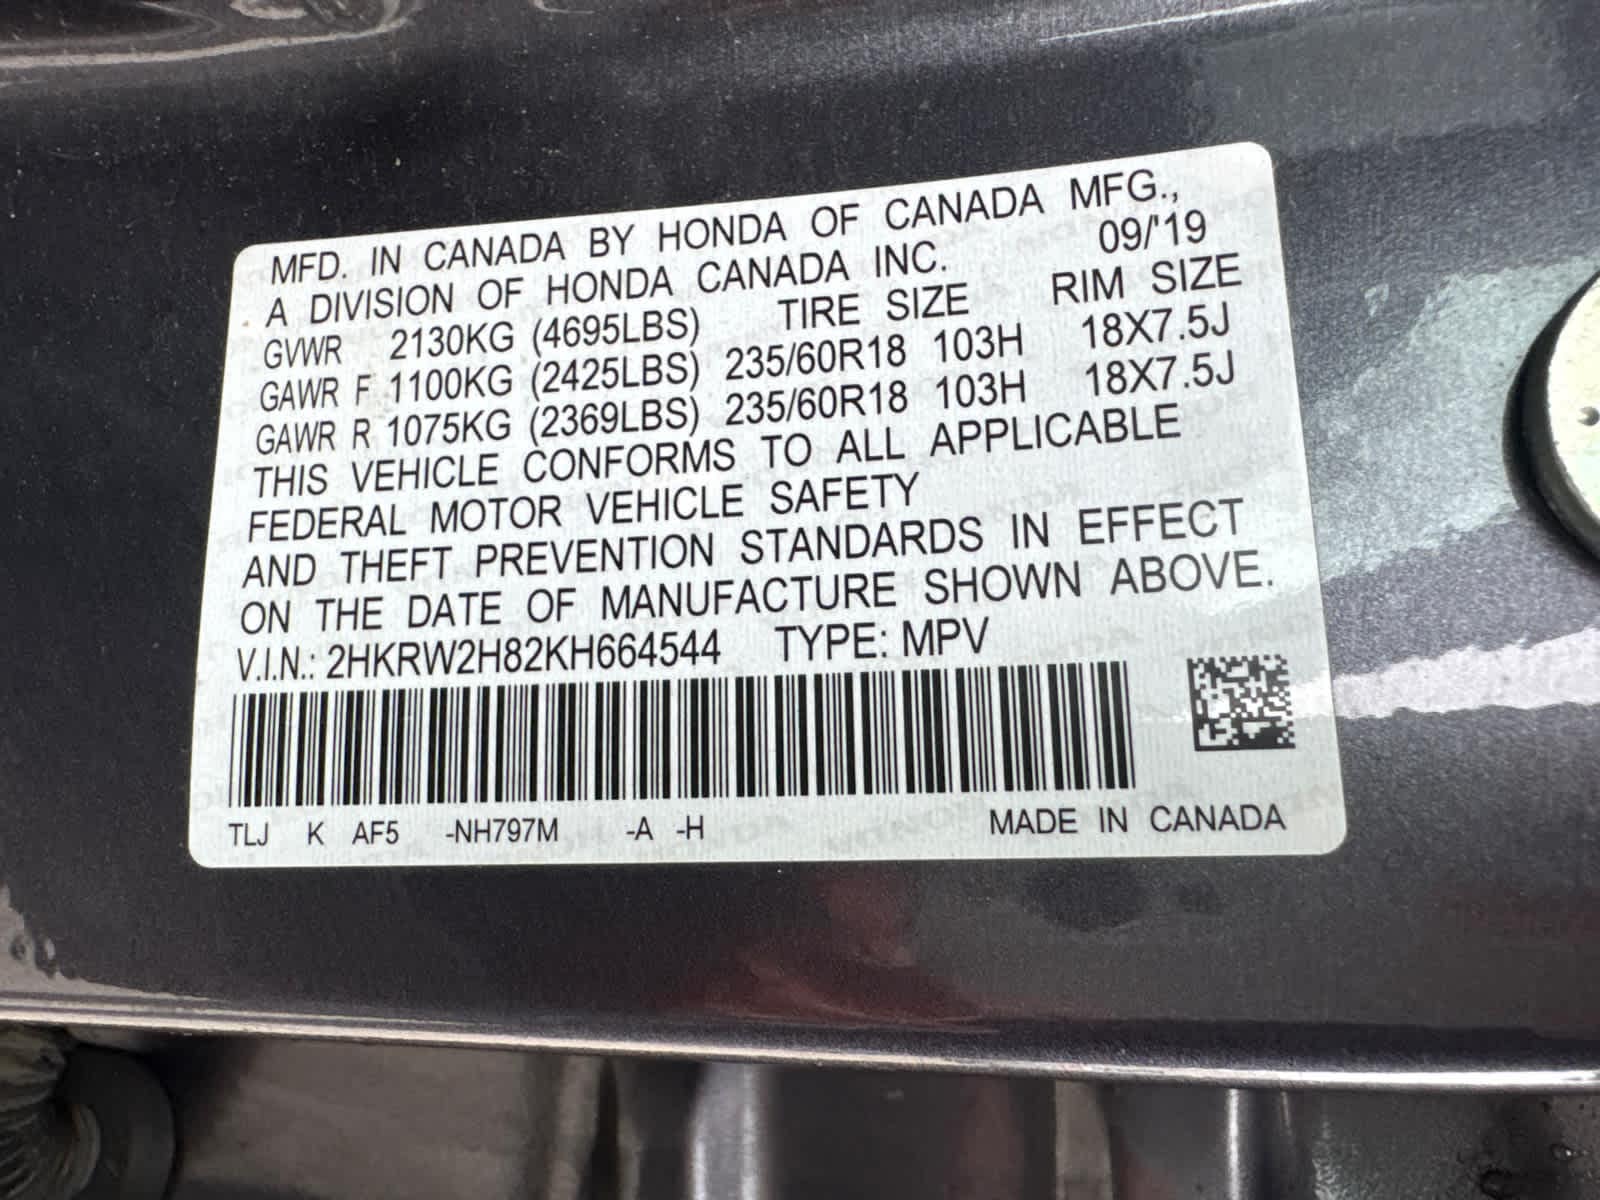 MFD. IN CANADA BY HONDA OF CANADA MFG.,
A DIVISION OF HONDA CANADA INC. 09/'19
GVWR 2130KG (4695LBS) TIRE SIZE RIM SIZE
GAWR F 1100KG (2425LBS) 235/60R18 103H 18X7.5J
GAWR R 1075KG (2369LBS) 235/60R18 103H 18X7.5J
THIS VEHICLE CONFORMS TO ALL APPLICABLE
FEDERAL MOTOR VEHICLE SAFETY
AND THEFT PREVENTION STANDARDS IN EFFECT
ON THE DATE OF MANUFACTURE SHOWN ABOVE.
V.I.N.: 2HKRW2H82KH664544 TYPE: MPV
TLJ K AF5 -NH797M -A -H MADE IN CANADA